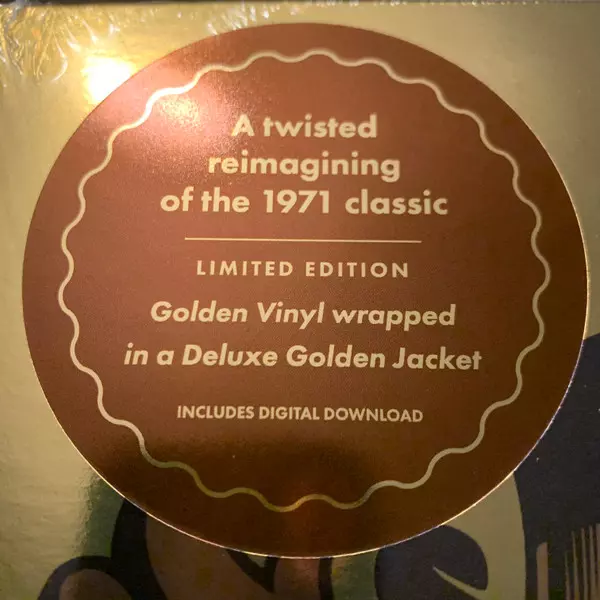 A twisted
reimagining
of the 1971 classic
LIMITED EDITION
Golden Vinyl wrapped
in a Deluxe Golden Jacket
INCLUDES DIGITAL DOWNLOAD